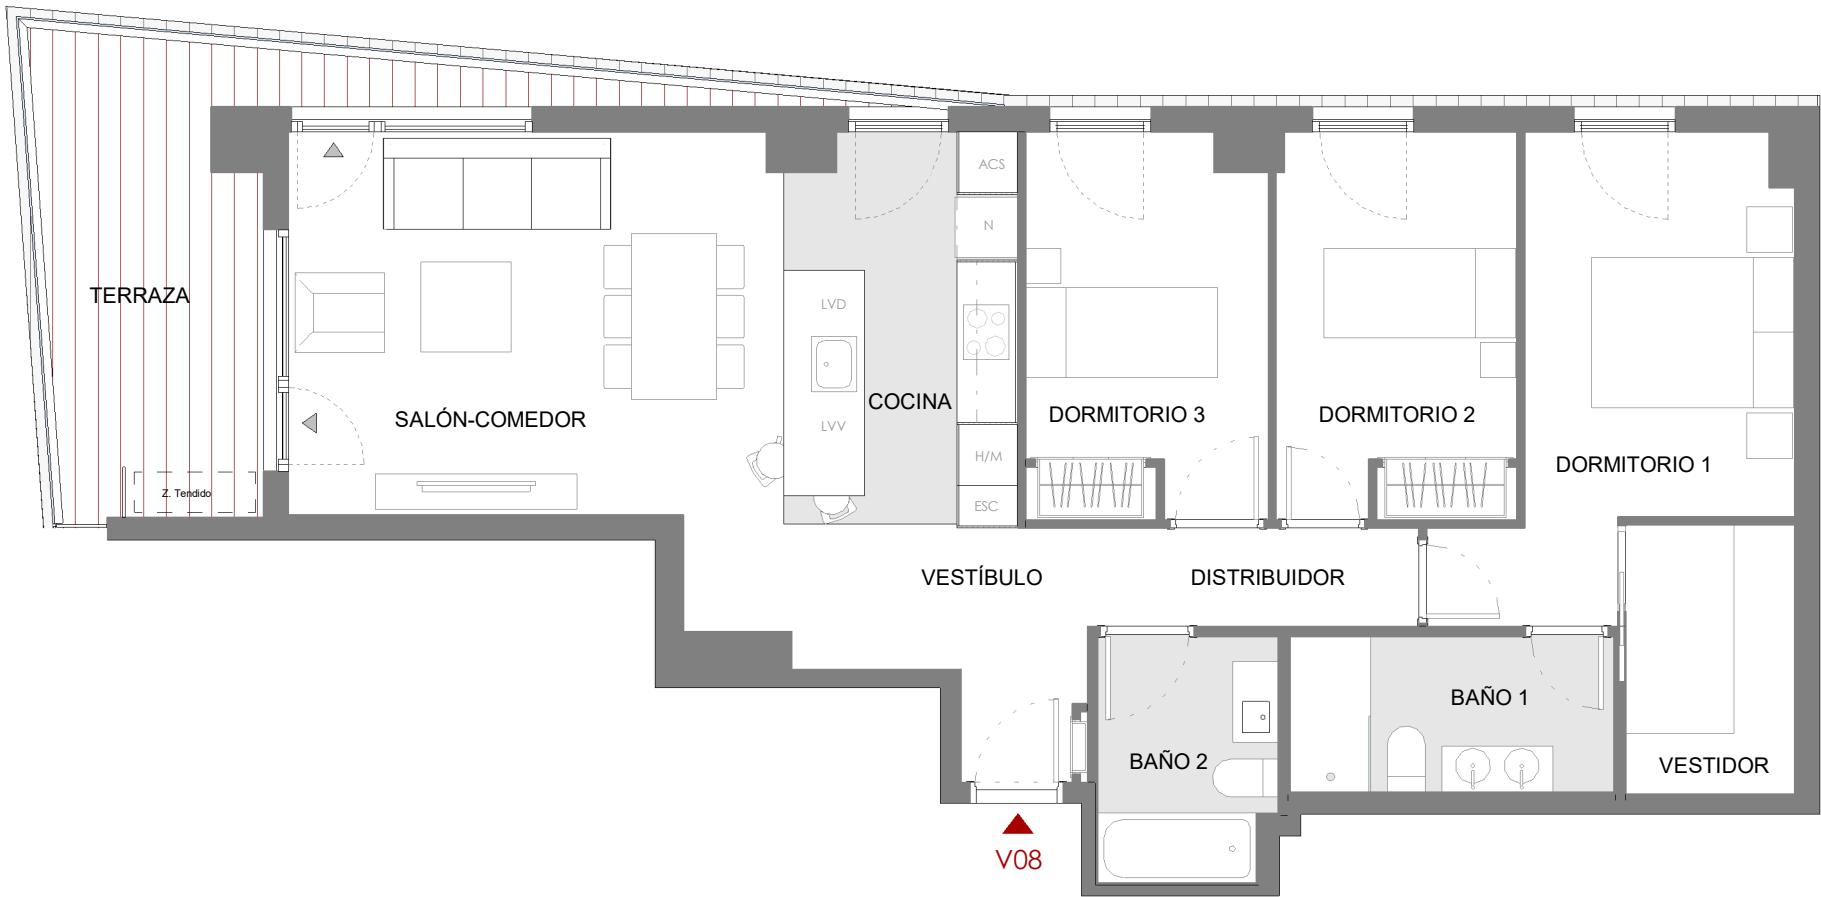 ACS
N
TERRAZA
LVD
COCINA
SALÓN-COMEDOR
DORMITORIO 3
DORMITORIO 2
LVV
H/M
DORMITORIO 1
Z. Tendido
ESC
VESTÍBULO
DISTRIBUIDOR
BAÑO 1
BAÑO 2
VESTIDOR
V08